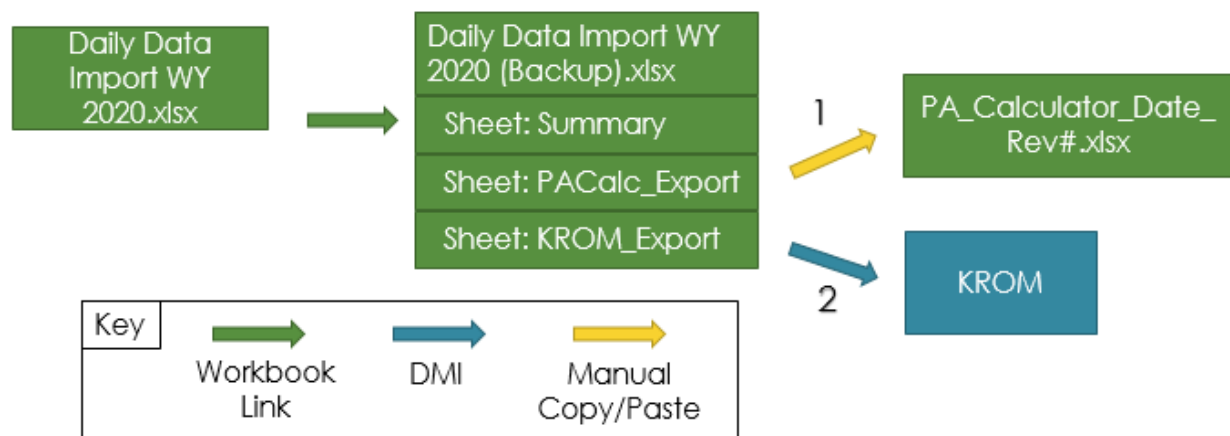 Daily Data
Import WY
2020.xlsx
Daily Data Import WY
2020 (Backup).xlsx
Sheet: Summary
Sheet: PACalc_Export
Sheet: KROM_Export
1
2
PA_Calculator_Date_
Rev#.xlsx
KROM
Key
Workbook
Link
DMI
Manual
Copy/Paste